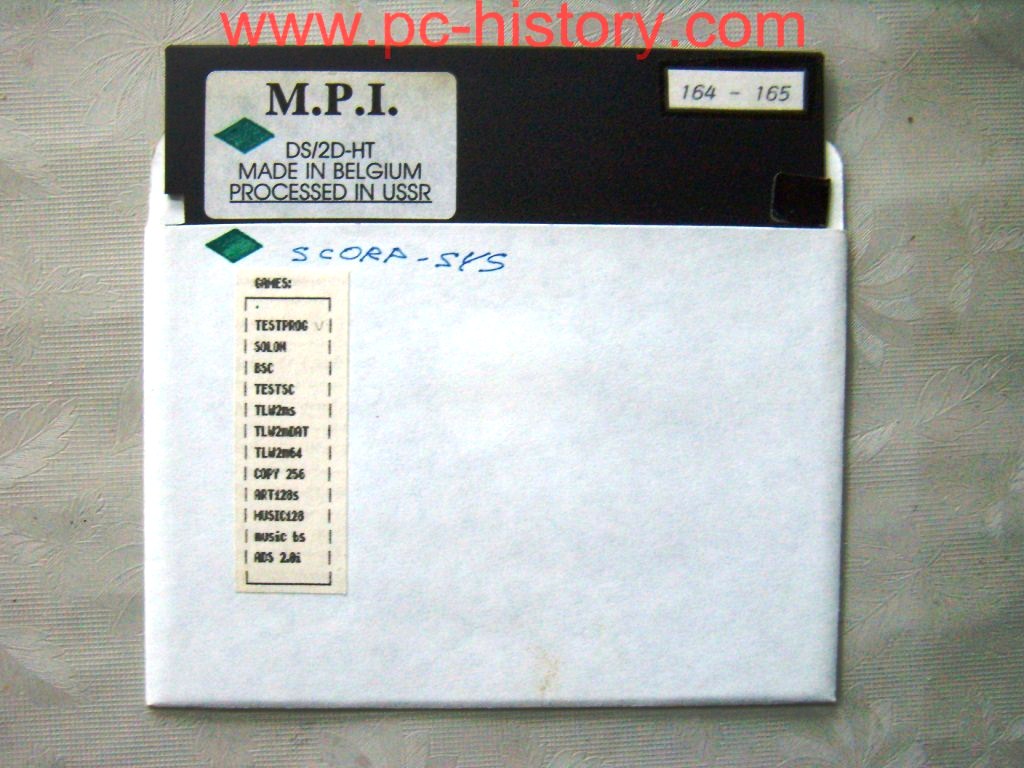 www.pc-history.com
M.P.I.
DS/2D-HT
MADE IN BELGIUM
PROCESSED IN USSR
164 - 165
SCORP-SYS
GAMES:
TESTPROG V
SOLOM
BSC
TESTSC
TLW2ms
TLW2mDAT
TLW2m64
COPY 256
ART128s
MUSIC128
music bs
ADS 2.0i